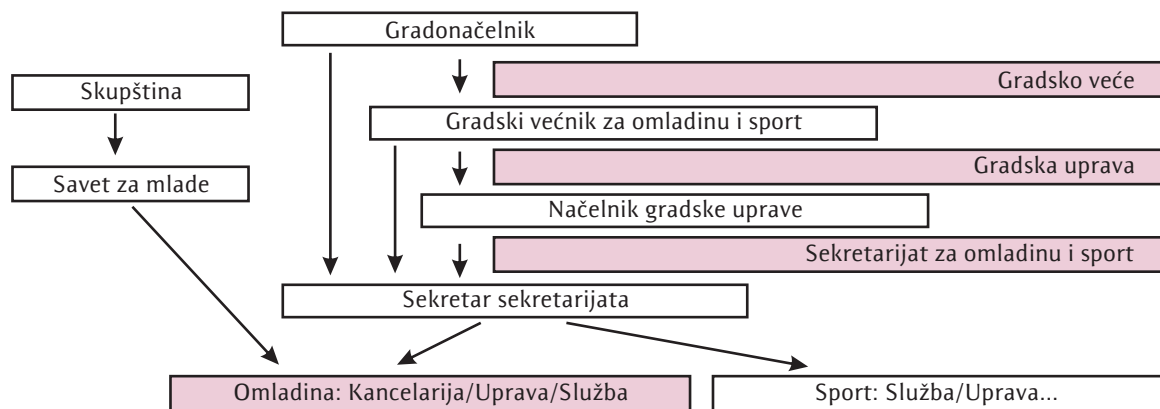 Gradonačelnik
Gradsko veće
Skupština
Gradski većnik za omladinu i sport
Gradska uprava
Savet za mlade
Načelnik gradske uprave
Sekretarijat za omladinu i sport
Sekretar sekretarijata
Omladina: Kancelarija/Uprava/Služba
Sport: Služba/Uprava...